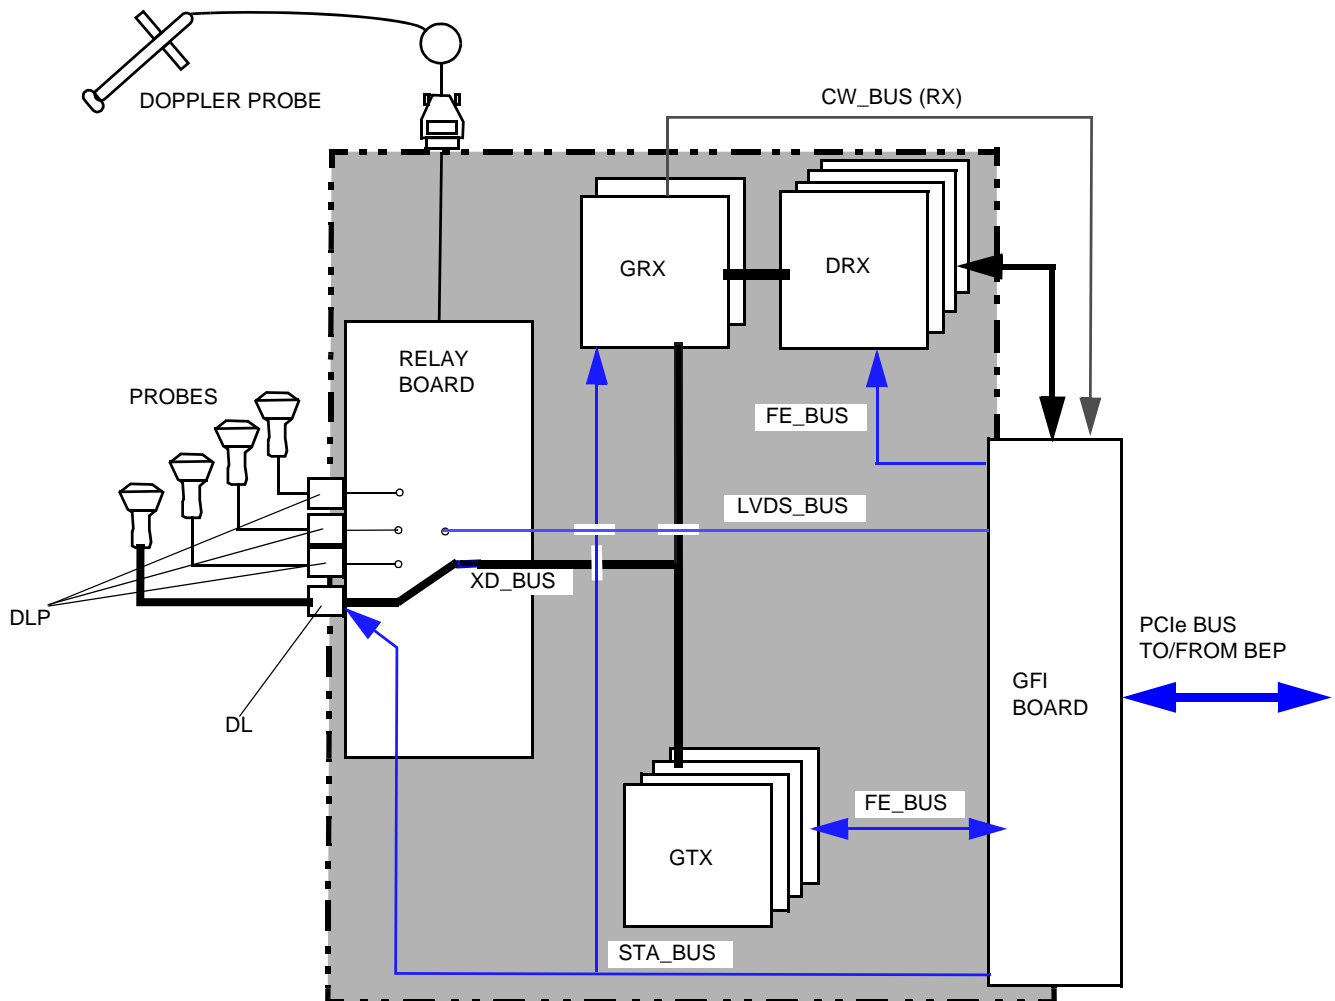 DOPPLER PROBE
CW_BUS (RX)
GRX
DRX
RELAY
BOARD
PROBES
FE_BUS
LVDS_BUS
XD_BUS
DLP
DL
PCIe BUS
TO/FROM BEP
GFI
BOARD
FE_BUS
GTX
STA_BUS